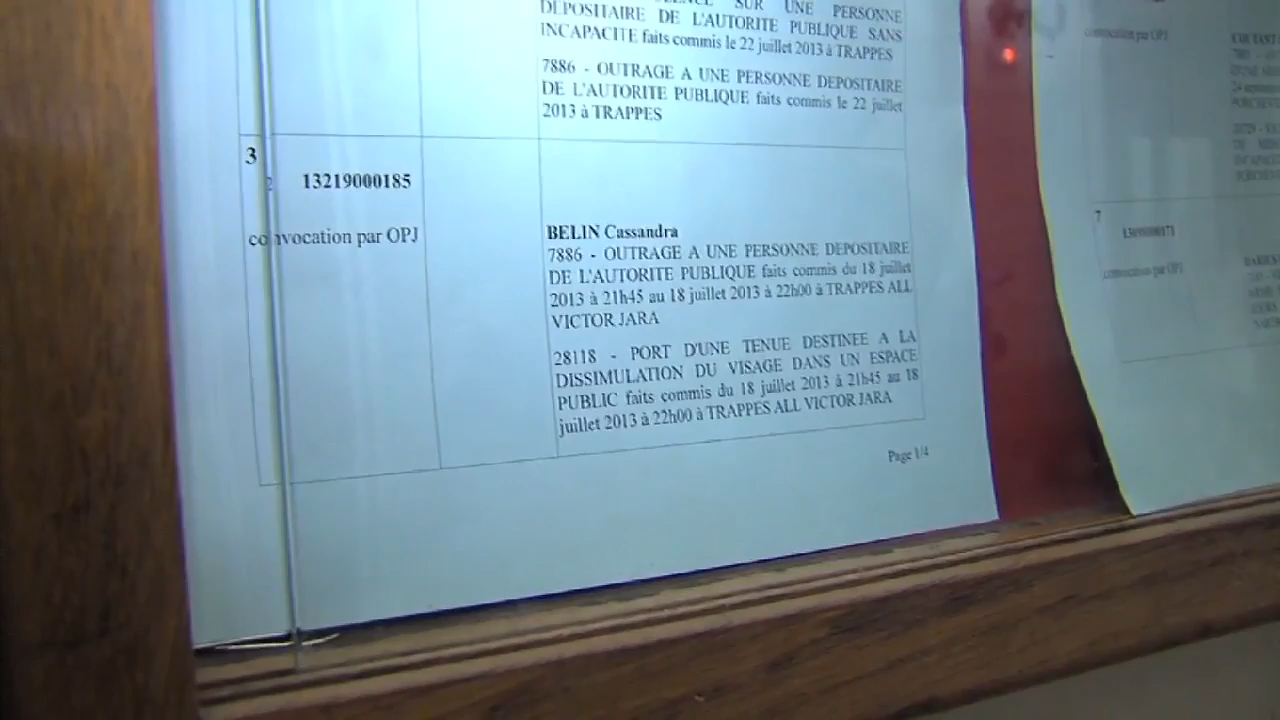 SUR UNE PERSONNE
DEPOSITAIRE DE L'AUTORITE PUBLIQUE SANS
INCAPACITE faits commis le 22 juillet 2013 à TRAPPES
7886 - OUTRAGE A UNE PERSONNE DEPOSITAIRE
DE L'AUTORITE PUBLIQUE faits commis le 22 juillet
2013 à TRAPPES
3
2
13219000185
convocation par OPJ
BELIN Cassandra
7886 - OUTRAGE A UNE PERSONNE DEPOSITAIRE
DE L'AUTORITE PUBLIQUE faits commis du 18 juillet
2013 à 21h45 au 18 juillet 2013 à 22h00 à TRAPPES ALL
VICTOR JARA
28118 - PORT D'UNE TENUE DESTINEE A LA
DISSIMULATION DU VISAGE DANS UN ESPACE
PUBLIC faits commis du 18 juillet 2013 à 21h45 au 18
juillet 2013 à 22h00 à TRAPPES ALL VICTOR JARA
Page 1/4
convocation par OPJ
7
convocation par OPJ